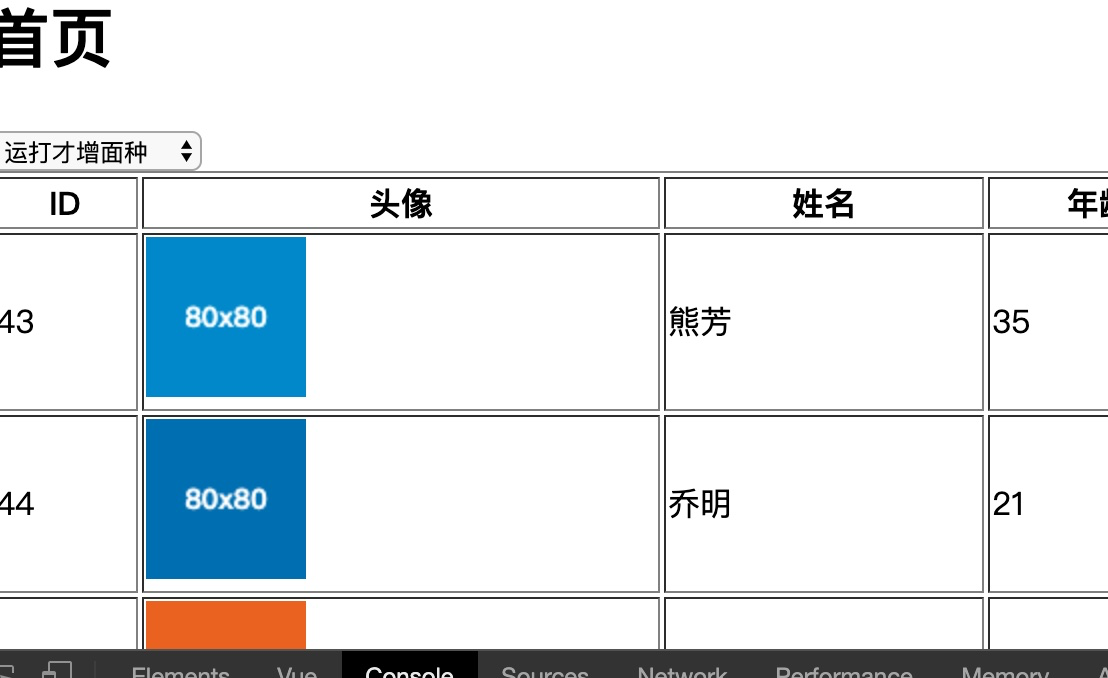 首页
运打才增面种
ID 头像 姓名 年龄
43 80x80 熊芳 35
44 80x80 乔明 21
Elements Vue Console Sources Network Performance Memory